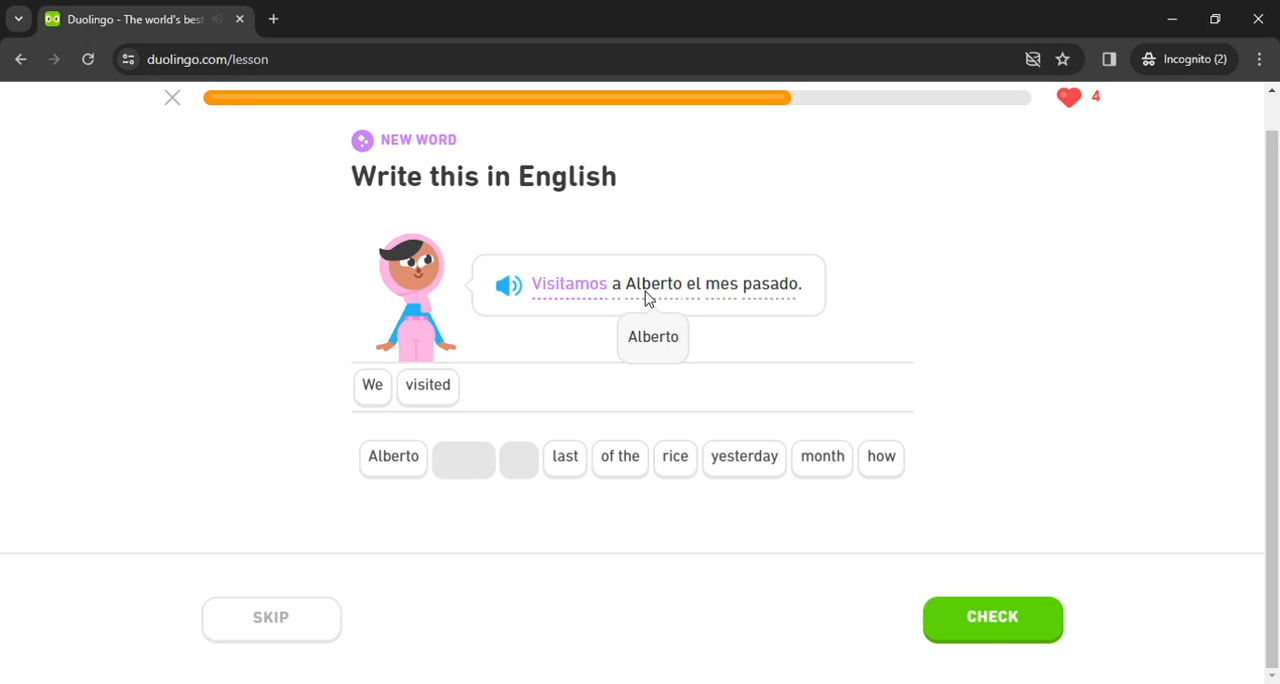 Duolingo - The world's best
duolingo.com/lesson
Incognito (2)
4
NEW WORD
Write this in English
Visitamos a Alberto el mes pasado.
Alberto
We visited
Alberto last of the rice yesterday month how
SKIP
CHECK